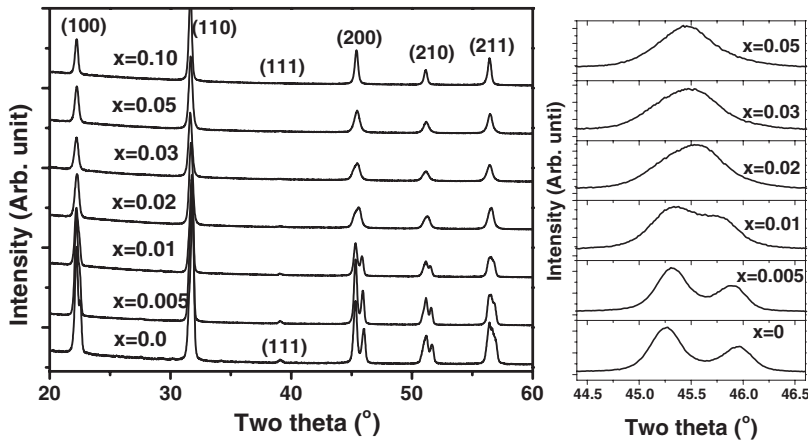 (100)
(110)
(200)
(210)
(211)
(111)
x=0.10
x=0.05
x=0.03
x=0.02
x=0.01
x=0.005
x=0.0
(111)
Intensity (Arb. unit)
20 30 40 50 60
Two theta (°)
x=0.05
x=0.03
x=0.02
x=0.01
x=0.005
x=0
Intensity (Arb. unti)
44.5 45.0 45.5 46.0 46.5
Two theta (°)